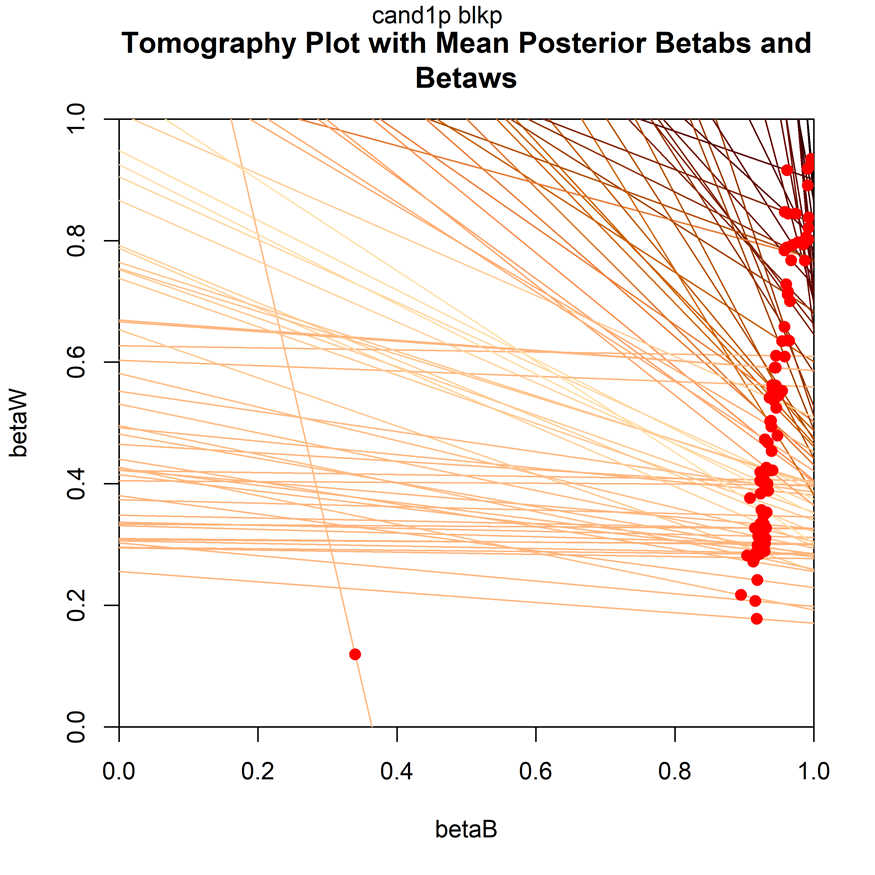 cand1p blkp
Tomography Plot with Mean Posterior Betabs and
Betaws
1.0
0.8
0.6
0.4
0.2
0.0
betaW
0.0 0.2 0.4 0.6 0.8 1.0
betaB